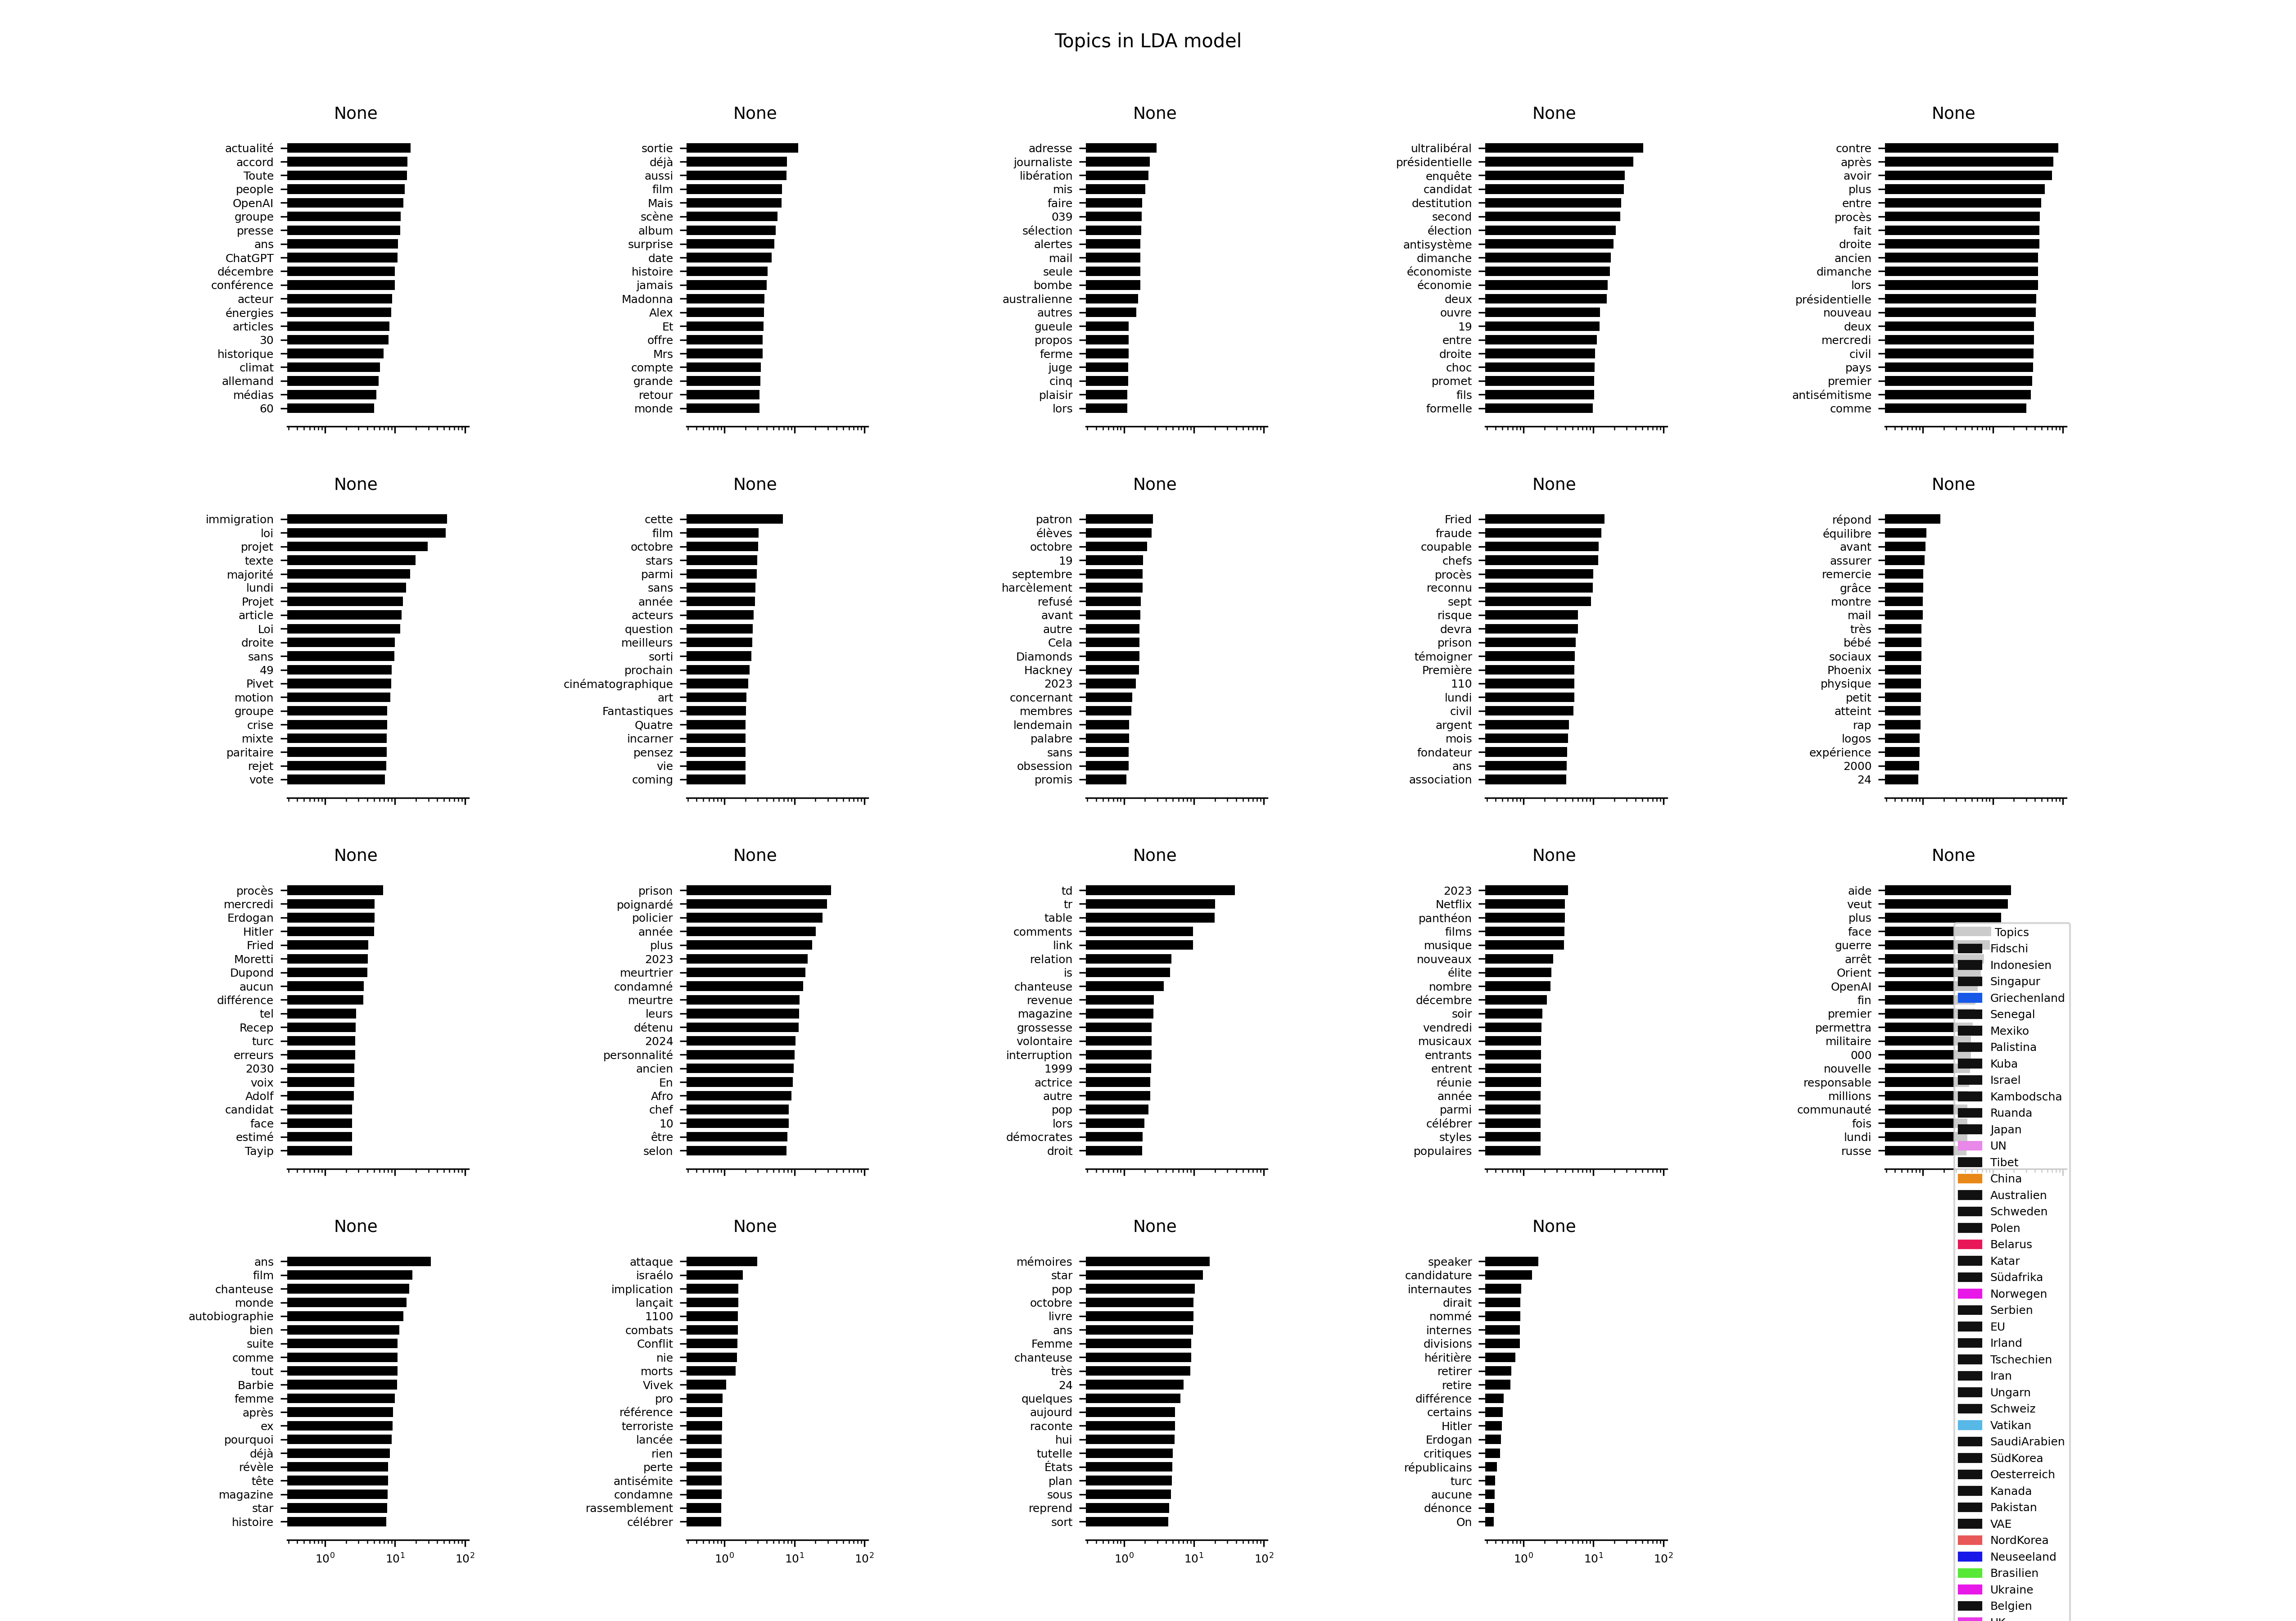 Topics in LDA model
None
actualité
accord
Toute
people
OpenAI
groupe
presse
ans
ChatGPT
décembre
conférence
acteur
énergies
articles
30
historique
climat
allemand
médias
60
None
sortie
déjà
aussi
film
Mais
scène
album
surprise
date
histoire
jamais
Madonna
Alex
Et
offre
Mrs
compte
grande
retour
monde
None
adresse
journaliste
libération
mis
faire
039
sélection
alertes
mail
seule
bombe
australienne
autres
gueule
propos
ferme
juge
cinq
plaisir
lors
None
ultralibéral
présidentielle
enquête
candidat
destitution
second
élection
antisystème
dimanche
économiste
économie
deux
ouvre
19
entre
droite
choc
promet
fils
formelle
None
contre
après
avoir
plus
entre
procès
fait
droite
ancien
dimanche
lors
présidentielle
nouveau
deux
mercredi
civil
pays
premier
antisémitisme
comme
None
immigration
loi
projet
texte
majorité
lundi
Projet
article
Loi
droite
sans
49
Pivet
motion
groupe
crise
mixte
paritaire
rejet
vote
None
cette
film
octobre
stars
parmi
sans
année
acteurs
question
meilleurs
sorti
prochain
cinématographique
art
Fantastiques
Quatre
incarner
pensez
vie
coming
None
patron
élèves
octobre
19
septembre
harcèlement
refusé
avant
autre
Cela
Diamonds
Hackney
2023
concernant
membres
lendemain
palabre
sans
obsession
promis
None
Fried
fraude
coupable
chefs
procès
reconnu
sept
risque
devra
prison
témoigner
Première
110
lundi
civil
argent
mois
fondateur
ans
association
None
répond
équilibre
avant
assurer
remercie
grâce
montre
mail
très
bébé
sociaux
Phoenix
physique
petit
atteint
rap
logos
expérience
2000
24
None
procès
mercredi
Erdogan
Hitler
Fried
Moretti
Dupond
aucun
différence
tel
Recep
turc
erreurs
2030
voix
Adolf
candidat
face
estimé
Tayip
None
prison
poignardé
policier
année
plus
2023
meurtrier
condamné
meurtre
leurs
détenu
2024
personnalité
ancien
En
Afro
chef
10
être
selon
None
td
tr
table
comments
link
relation
is
chanteuse
revenue
magazine
grossesse
volontaire
interruption
1999
actrice
autre
pop
lors
démocrates
droit
None
2023
Netflix
panthéon
films
musique
nouveaux
élite
nombre
décembre
soir
vendredi
musicaux
entrants
entrent
réunie
année
parmi
célébrer
styles
populaires
None
aide
veut
plus
face
guerre
arrêt
Orient
OpenAI
fin
premier
permettra
militaire
000
nouvelle
responsable
millions
communauté
fois
lundi
russe
None
ans
film
chanteuse
monde
autobiographie
bien
suite
comme
tout
Barbie
femme
après
ex
pourquoi
déjà
révèle
tête
magazine
star
histoire
10⁰ 10¹ 10²
None
attaque
israélo
implication
lançait
1100
combats
Conflit
nie
morts
Vivek
pro
référence
terroriste
lancée
rien
perte
antisémite
condamne
rassemblement
célébrer
10⁰ 10¹ 10²
None
mémoires
star
pop
octobre
livre
ans
Femme
chanteuse
très
24
quelques
aujourd
raconte
hui
tutelle
États
plan
sous
reprend
sort
10⁰ 10¹ 10²
None
speaker
candidature
internautes
dirait
nommé
internes
divisions
héritière
retirer
retire
différence
certains
Hitler
Erdogan
critiques
républicains
turc
aucune
dénonce
On
10⁰ 10¹ 10²
Topics
Fidschi
Indonesien
Singapur
Griechenland
Senegal
Mexiko
Palistina
Kuba
Israel
Kambodscha
Ruanda
Japan
UN
Tibet
China
Australien
Schweden
Polen
Belarus
Katar
Südafrika
Norwegen
Serbien
EU
Irland
Tschechien
Iran
Ungarn
Schweiz
Vatikan
SaudiArabien
SüdKorea
Oesterreich
Kanada
Pakistan
VAE
NordKorea
Neuseeland
Brasilien
Ukraine
Belgien